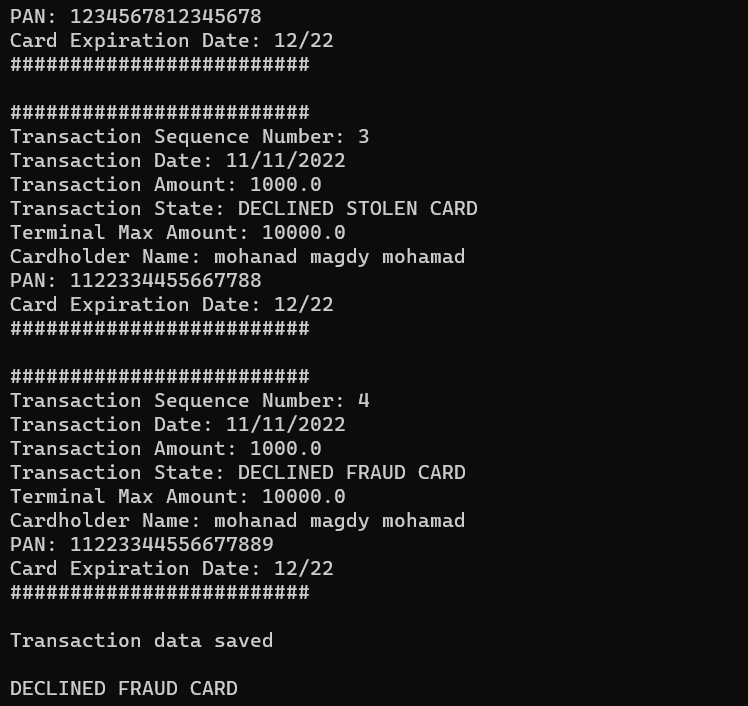 PAN: 1234567812345678
Card Expiration Date: 12/22
#########################
#########################
Transaction Sequence Number: 3
Transaction Date: 11/11/2022
Transaction Amount: 1000.0
Transaction State: DECLINED STOLEN CARD
Terminal Max Amount: 10000.0
Cardholder Name: mohanad magdy mohamad
PAN: 1122334455667788
Card Expiration Date: 12/22
#########################
#########################
Transaction Sequence Number: 4
Transaction Date: 11/11/2022
Transaction Amount: 1000.0
Transaction State: DECLINED FRAUD CARD
Terminal Max Amount: 10000.0
Cardholder Name: mohanad magdy mohamad
PAN: 11223344556677889
Card Expiration Date: 12/22
#########################
Transaction data saved
DECLINED FRAUD CARD